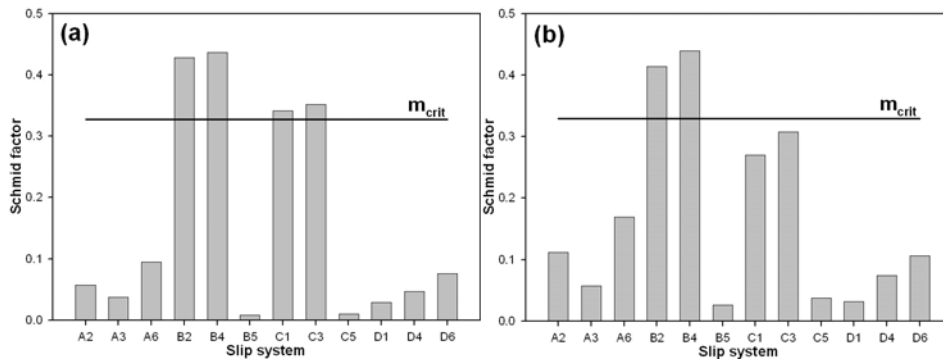 (a)
0.5
0.4
0.3
0.2
0.1
0.0
Schmid factor
m_crit
A2 A3 A6 B2 B4 B5 C1 C3 C5 D1 D4 D6
Slip system
(b)
0.5
0.4
0.3
0.2
0.1
0.0
Schmid factor
m_crit
A2 A3 A6 B2 B4 B5 C1 C3 C5 D1 D4 D6
Slip system